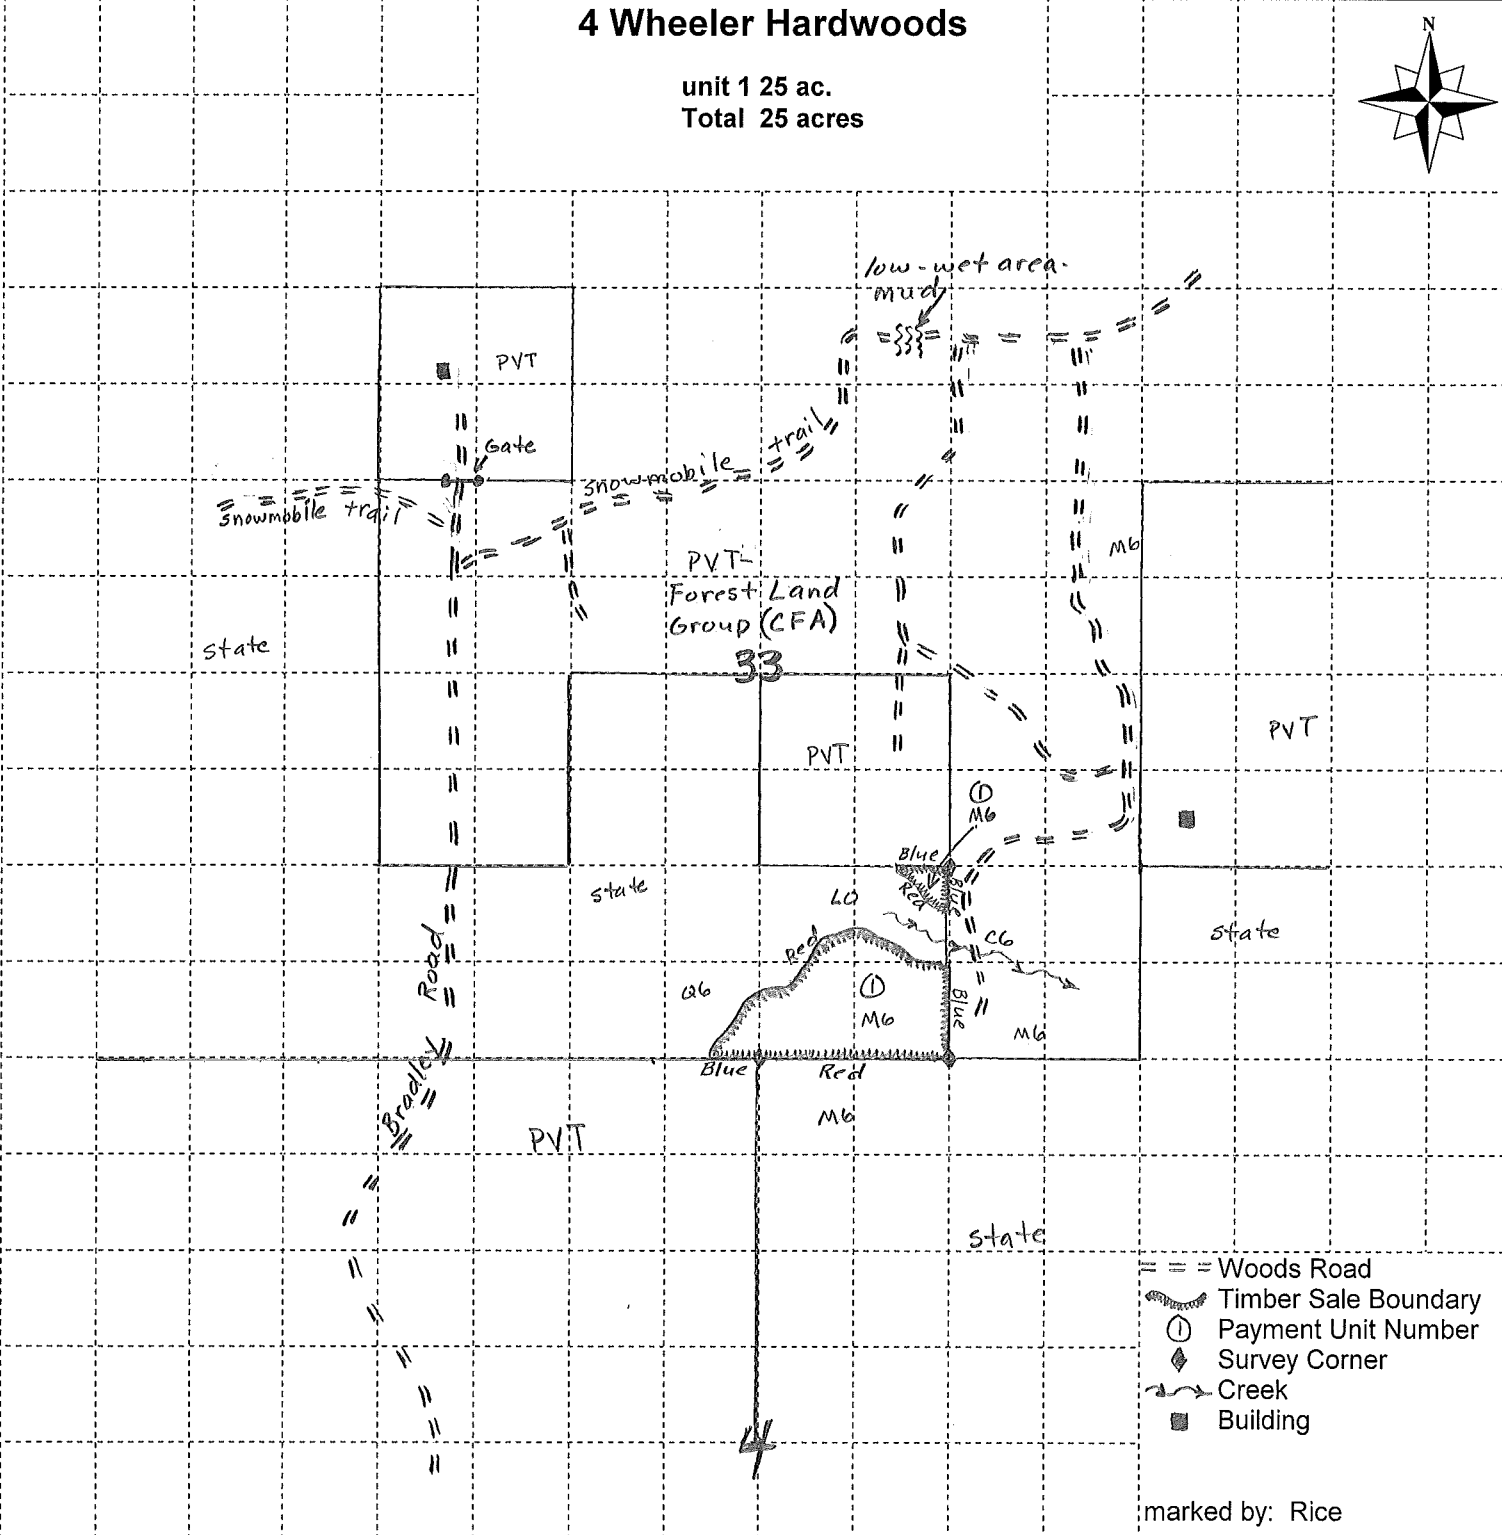 4 Wheeler Hardwoods
unit 1 25 ac.
Total 25 acres
N
low-wet area-
mud
PVT
Gate
snowmobile trail
snowmobile trail
M6
PVT-
Forest Land
Group (CFA)
33
State
PVT
PVT
1
M6
Blue
Red
Blue
State
LO
C6
State
Red
Q6
1
M6
Blue
M6
Blue
Red
M6
Bradley Road
PVT
State
4
Woods Road
Timber Sale Boundary
1 Payment Unit Number
Survey Corner
Creek
Building
marked by: Rice